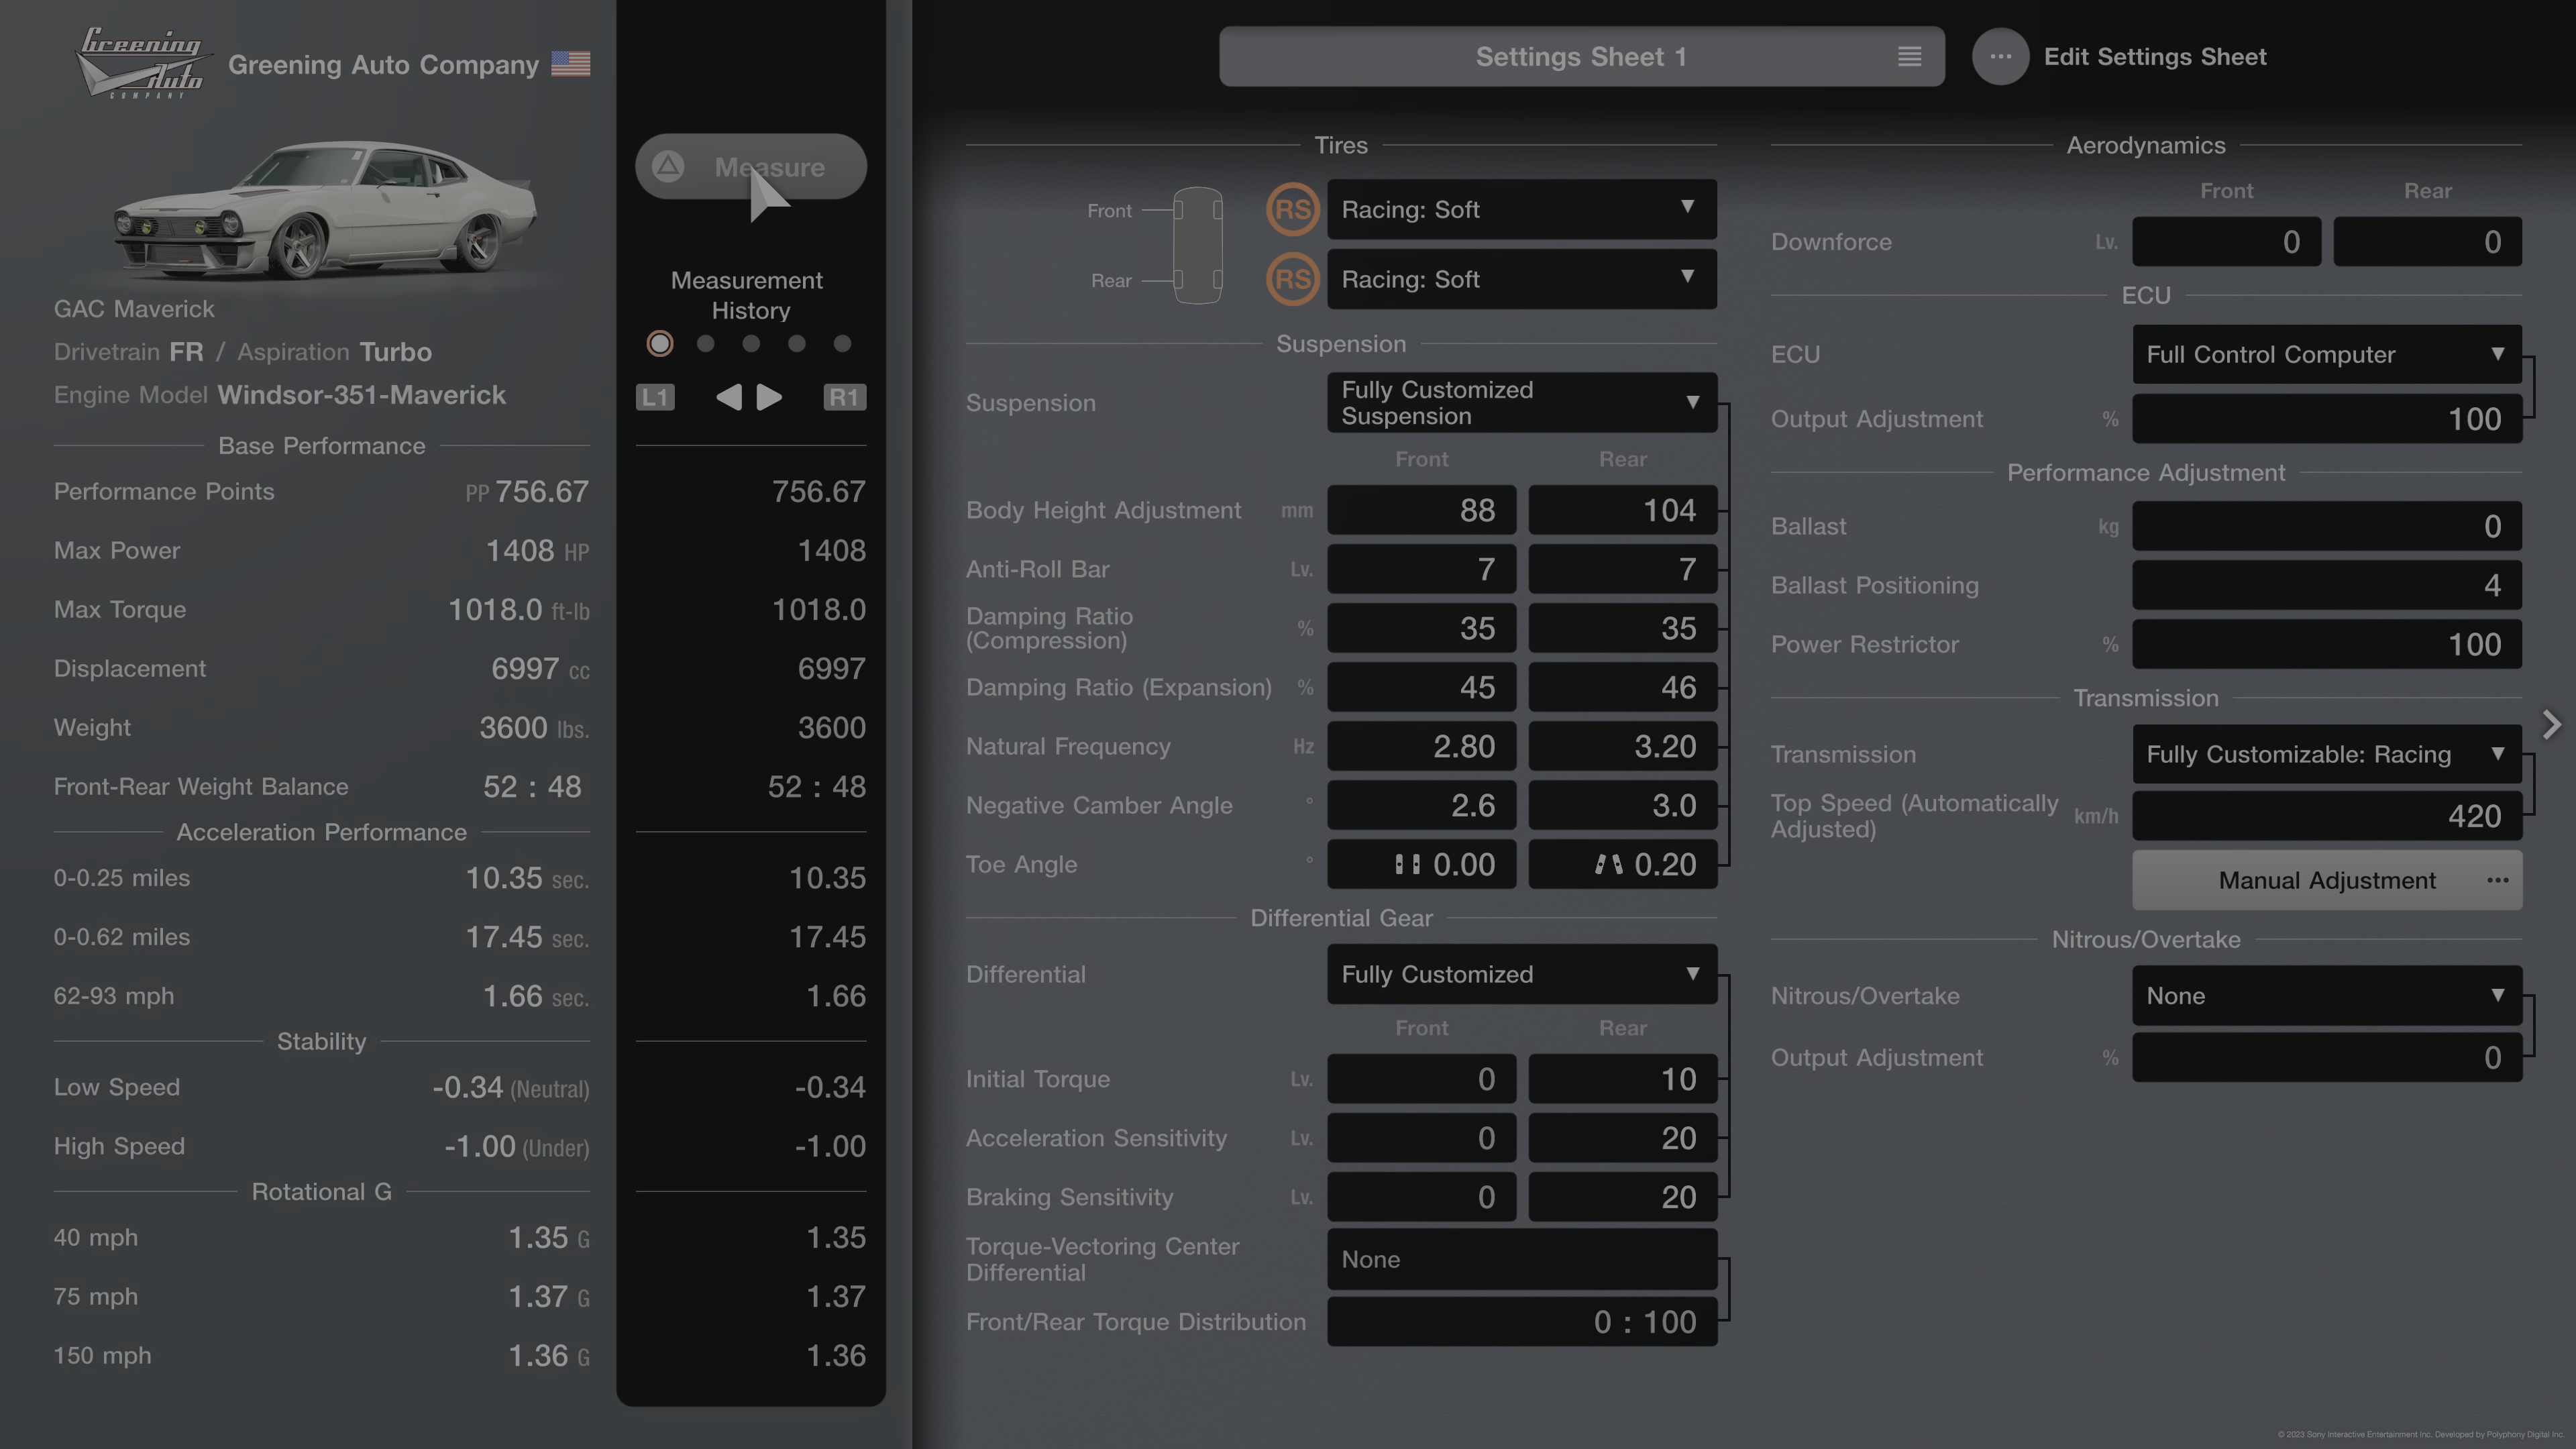 Greening
Auto
COMPANY
Greening Auto Company
GAC Maverick
Drivetrain FR / Aspiration Turbo
Engine Model Windsor-351-Maverick
Base Performance
Performance Points PP 756.67
Max Power 1408 HP
Max Torque 1018.0 ft-lb
Displacement 6997 cc
Weight 3600 lbs.
Front-Rear Weight Balance 52 : 48
Acceleration Performance
0-0.25 miles 10.35 sec.
0-0.62 miles 17.45 sec.
62-93 mph 1.66 sec.
Stability
Low Speed -0.34 (Neutral)
High Speed -1.00 (Under)
Rotational G
40 mph 1.35 G
75 mph 1.37 G
150 mph 1.36 G
Measure
Measurement
History
L1 R1
756.67
1408
1018.0
6997
3600
52 : 48
10.35
17.45
1.66
-0.34
-1.00
1.35
1.37
1.36
Settings Sheet 1
Edit Settings Sheet
Tires
Front RS Racing: Soft
Rear RS Racing: Soft
Suspension
Suspension Fully Customized
Suspension
Front Rear
Body Height Adjustment mm 88 104
Anti-Roll Bar Lv. 7 7
Damping Ratio
(Compression) % 35 35
Damping Ratio (Expansion) % 45 46
Natural Frequency Hz 2.80 3.20
Negative Camber Angle ° 2.6 3.0
Toe Angle ° 0.00 0.20
Differential Gear
Differential Fully Customized
Front Rear
Initial Torque Lv. 0 10
Acceleration Sensitivity Lv. 0 20
Braking Sensitivity Lv. 0 20
Torque-Vectoring Center
Differential None
Front/Rear Torque Distribution 0 : 100
Aerodynamics
Front Rear
Downforce Lv. 0 0
ECU
ECU Full Control Computer
Output Adjustment % 100
Performance Adjustment
Ballast kg 0
Ballast Positioning 4
Power Restrictor % 100
Transmission
Transmission Fully Customizable: Racing
Top Speed (Automatically
Adjusted) km/h 420
Manual Adjustment
Nitrous/Overtake
Nitrous/Overtake None
Output Adjustment % 0
© 2023 Sony Interactive Entertainment Inc. Developed by Polyphony Digital Inc.